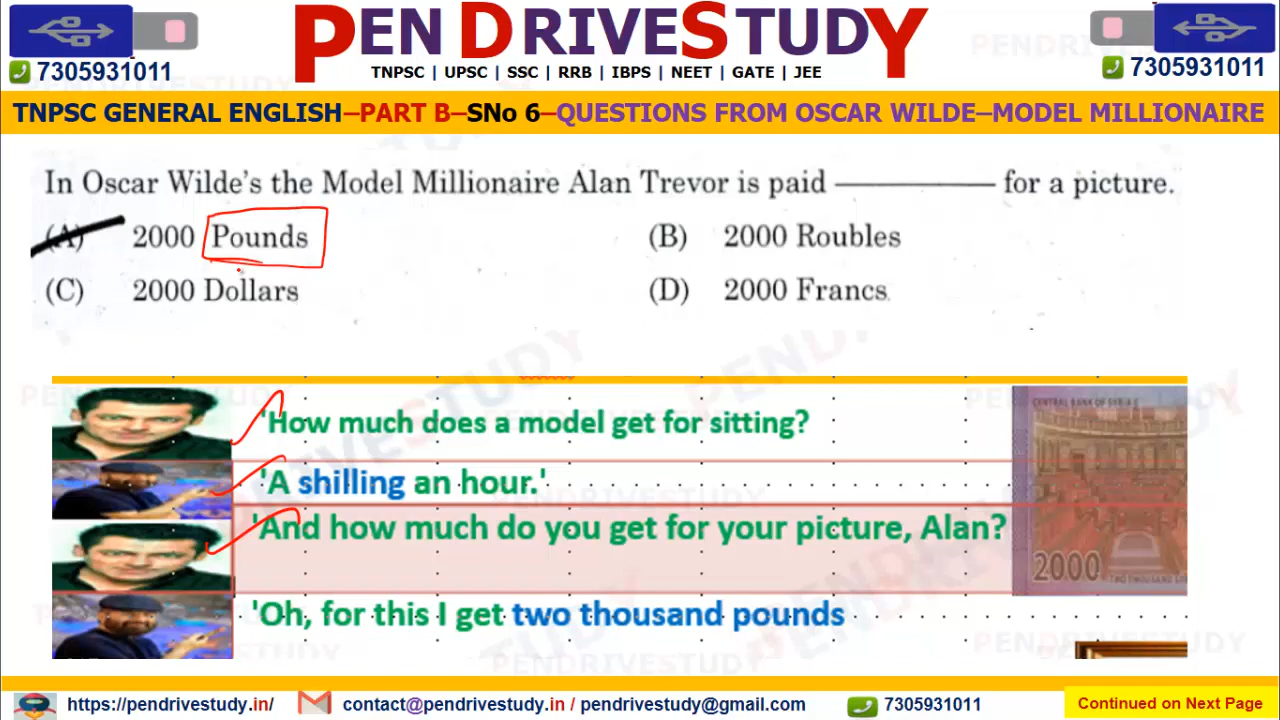 PEN DRIVESTUDY
7305931011
TNPSC | UPSC | SSC | RRB | IBPS | NEET | GATE | JEE
7305931011
TNPSC GENERAL ENGLISH–PART B–SNo 6–QUESTIONS FROM OSCAR WILDE–MODEL MILLIONAIRE
In Oscar Wilde's the Model Millionaire Alan Trevor is paid ———— for a picture.
(A) 2000 Pounds (B) 2000 Roubles
(C) 2000 Dollars (D) 2000 Francs
'How much does a model get for sitting?
CENTRAL BANK OF SYRIA
'A shilling an hour.'
'And how much do you get for your picture, Alan?
2000
'Oh, for this I get two thousand pounds
https://pendrivestudy.in/ contact@pendrivestudy.in / pendrivestudy@gmail.com 7305931011 Continued on Next Page